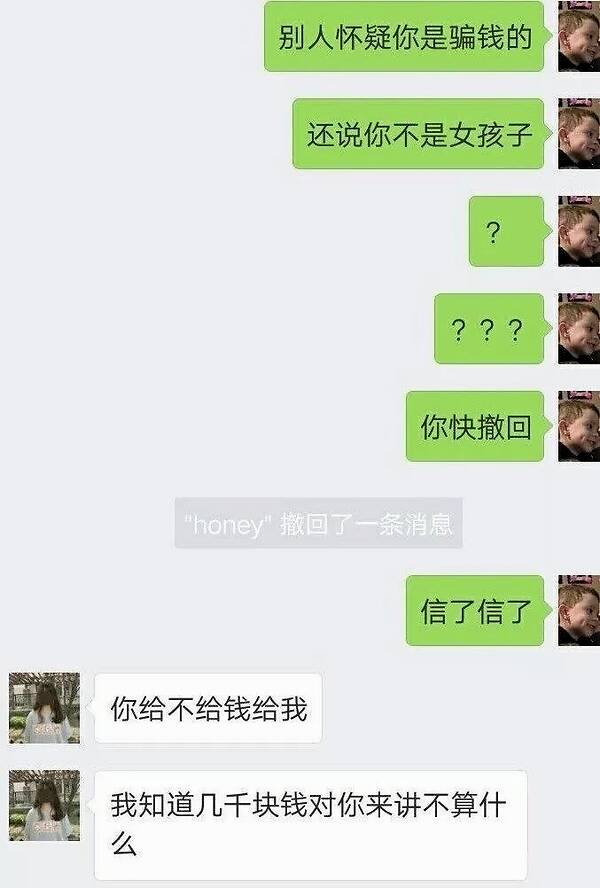 别人怀疑你是骗钱的
还说你不是女孩子
？
？？？
你快撤回
"honey" 撤回了一条消息
信了信了
你给不给钱给我
我知道几千块钱对你来讲不算什
么